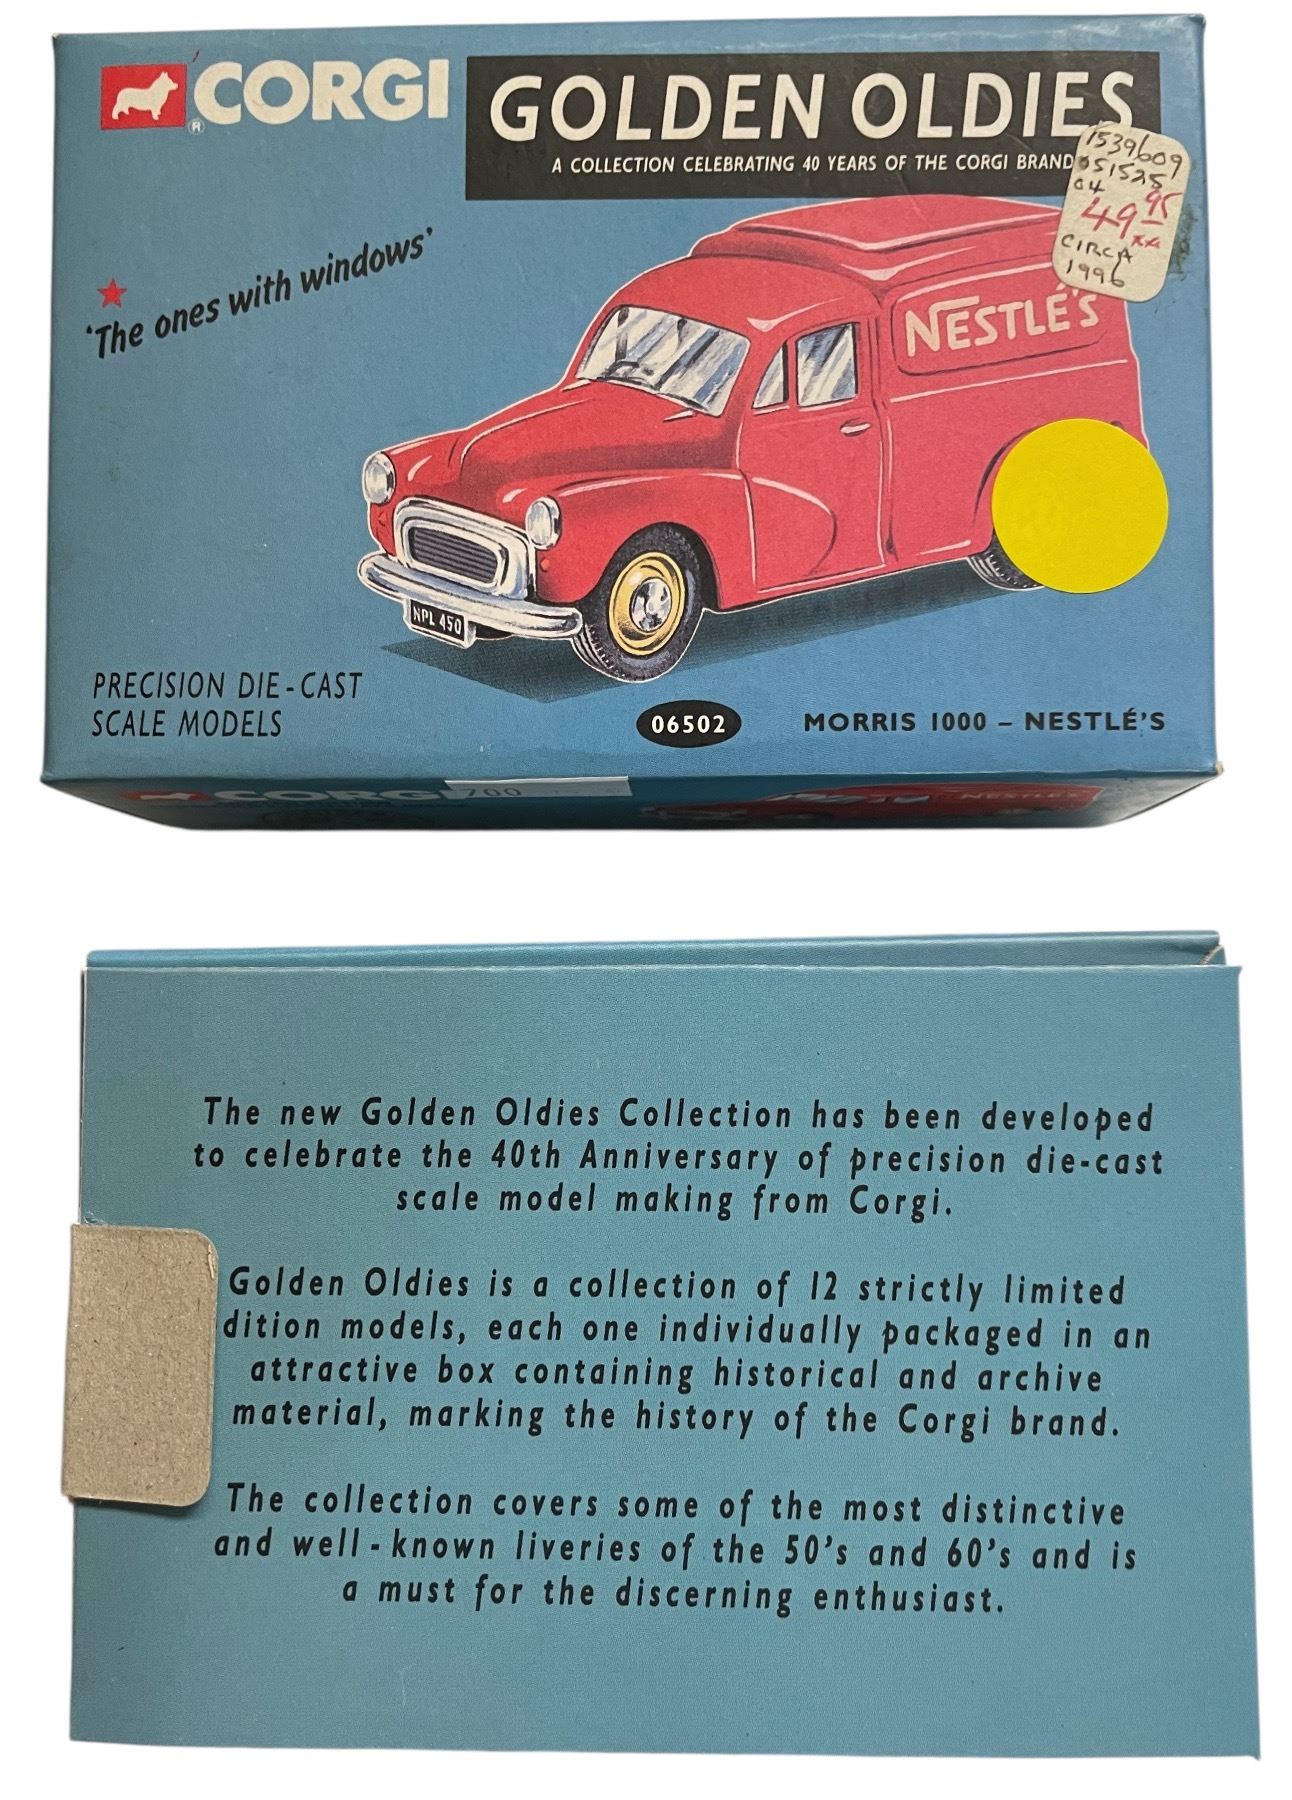 CORGI
®
GOLDEN OLDIES
A COLLECTION CELEBRATING 40 YEARS OF THE CORGI BRAND
1539609
051525
04
49 95
xx
CIRCA
1996
'The ones with windows'
NESTLÉ'S
NPL 450
PRECISION DIE-CAST
SCALE MODELS
06502
MORRIS 1000 – NESTLÉ'S
CORGI
700
NESTLÉ'S
The new Golden Oldies Collection has been developed
to celebrate the 40th Anniversary of precision die-cast
scale model making from Corgi.
Golden Oldies is a collection of 12 strictly limited
dition models, each one individually packaged in an
attractive box containing historical and archive
material, marking the history of the Corgi brand.
The collection covers some of the most distinctive
and well-known liveries of the 50's and 60's and is
a must for the discerning enthusiast.